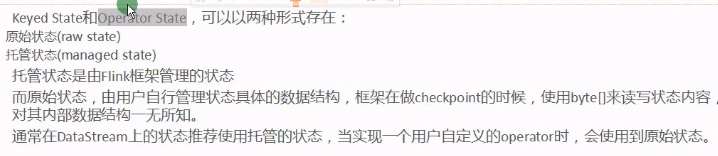 Keyed State和Operator State，可以以两种形式存在：
原始状态(raw state)
托管状态(managed state)
托管状态是由Flink框架管理的状态
而原始状态，由用户自行管理状态具体的数据结构，框架在做checkpoint的时候，使用byte[]来读写状态内容，
对其内部数据结构一无所知。
通常在DataStream上的状态推荐使用托管的状态，当实现一个用户自定义的operator时，会使用到原始状态。